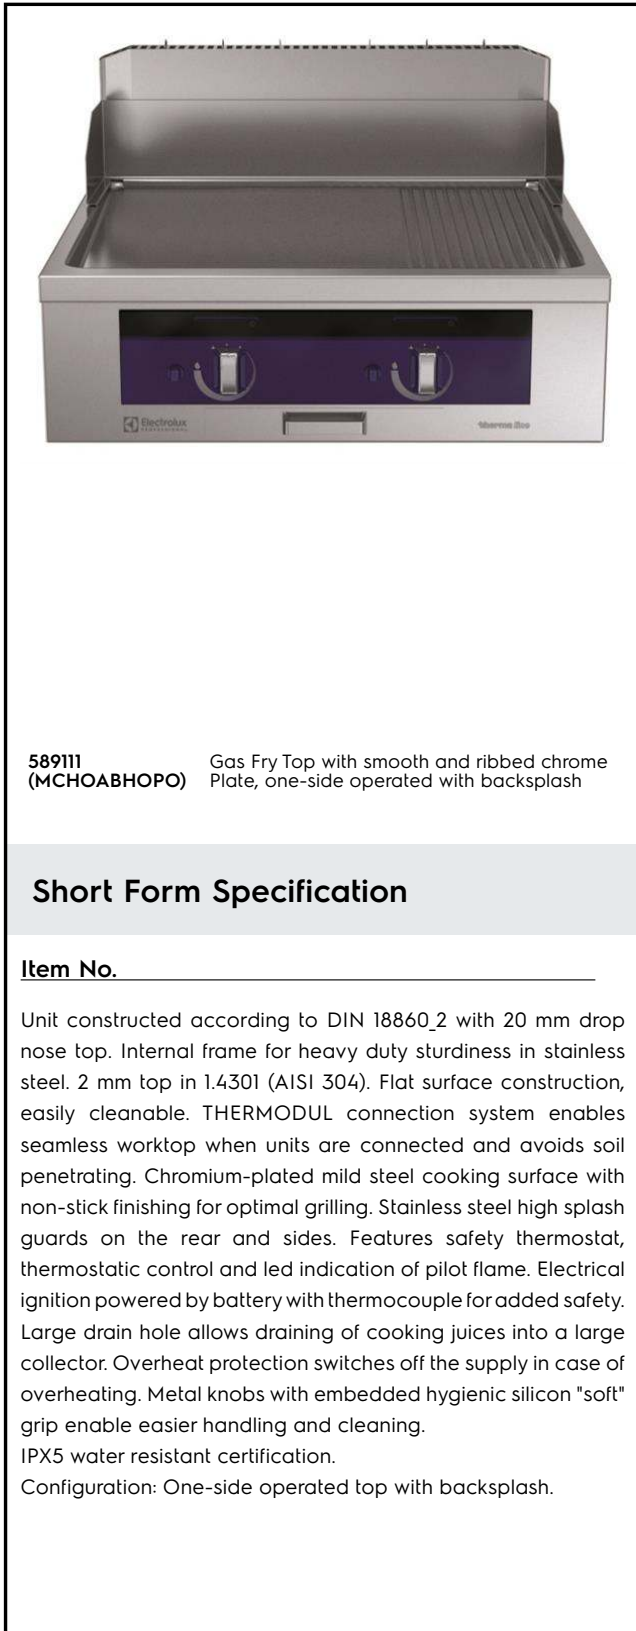 Electrolux
PROFESSIONAL
thermaline
589111
(MCHOABHOPO)
Gas Fry Top with smooth and ribbed chrome
Plate, one-side operated with backsplash
Short Form Specification
Item No.
Unit constructed according to DIN 18860_2 with 20 mm drop
nose top. Internal frame for heavy duty sturdiness in stainless
steel. 2 mm top in 1.4301 (AISI 304). Flat surface construction,
easily cleanable. THERMODUL connection system enables
seamless worktop when units are connected and avoids soil
penetrating. Chromium-plated mild steel cooking surface with
non-stick finishing for optimal grilling. Stainless steel high splash
guards on the rear and sides. Features safety thermostat,
thermostatic control and led indication of pilot flame. Electrical
ignition powered by battery with thermocouple for added safety.
Large drain hole allows draining of cooking juices into a large
collector. Overheat protection switches off the supply in case of
overheating. Metal knobs with embedded hygienic silicon "soft"
grip enable easier handling and cleaning.
IPX5 water resistant certification.
Configuration: One-side operated top with backsplash.